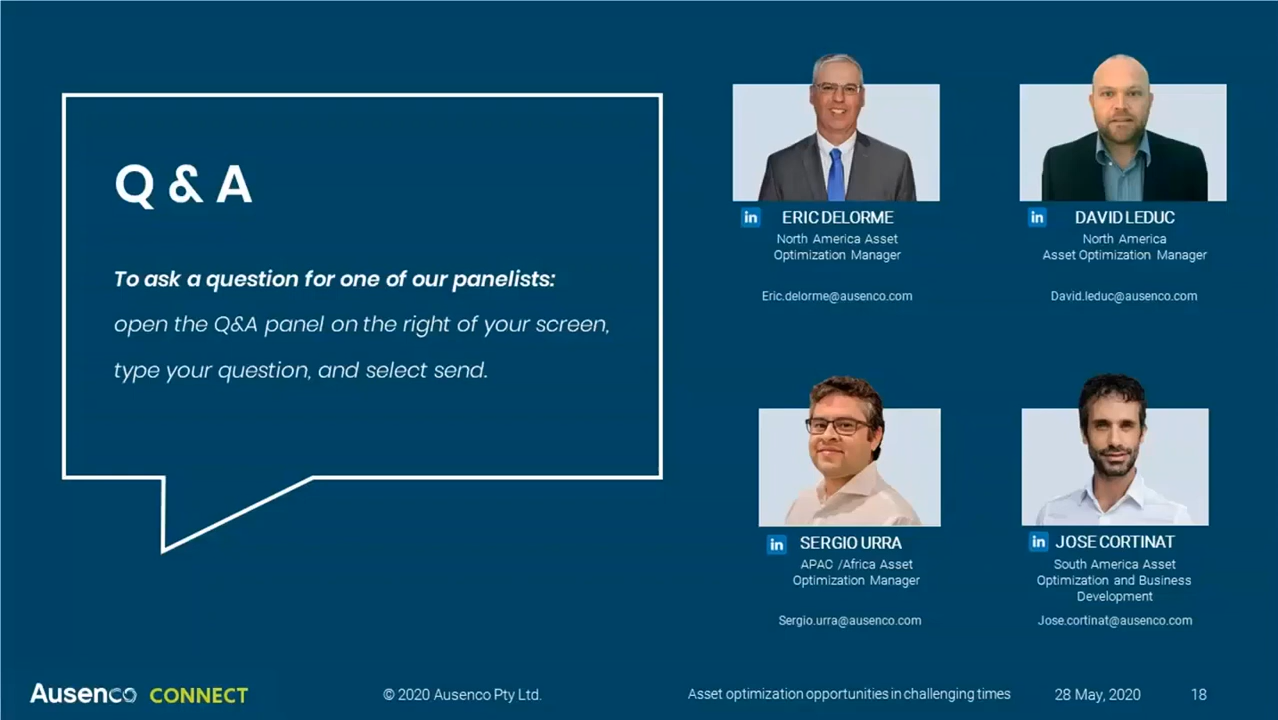 Q & A
To ask a question for one of our panelists:
open the Q&A panel on the right of your screen,
type your question, and select send.
in ERIC DELORME
North America Asset
Optimization Manager
Eric.delorme@ausenco.com
in DAVID LEDUC
North America
Asset Optimization Manager
David.leduc@ausenco.com
in SERGIO URRA
APAC /Africa Asset
Optimization Manager
Sergio.urra@ausenco.com
in JOSE CORTINAT
South America Asset
Optimization and Business
Development
Jose.cortinat@ausenco.com
Ausenco CONNECT
© 2020 Ausenco Pty Ltd.
Asset optimization opportunities in challenging times
28 May, 2020
18